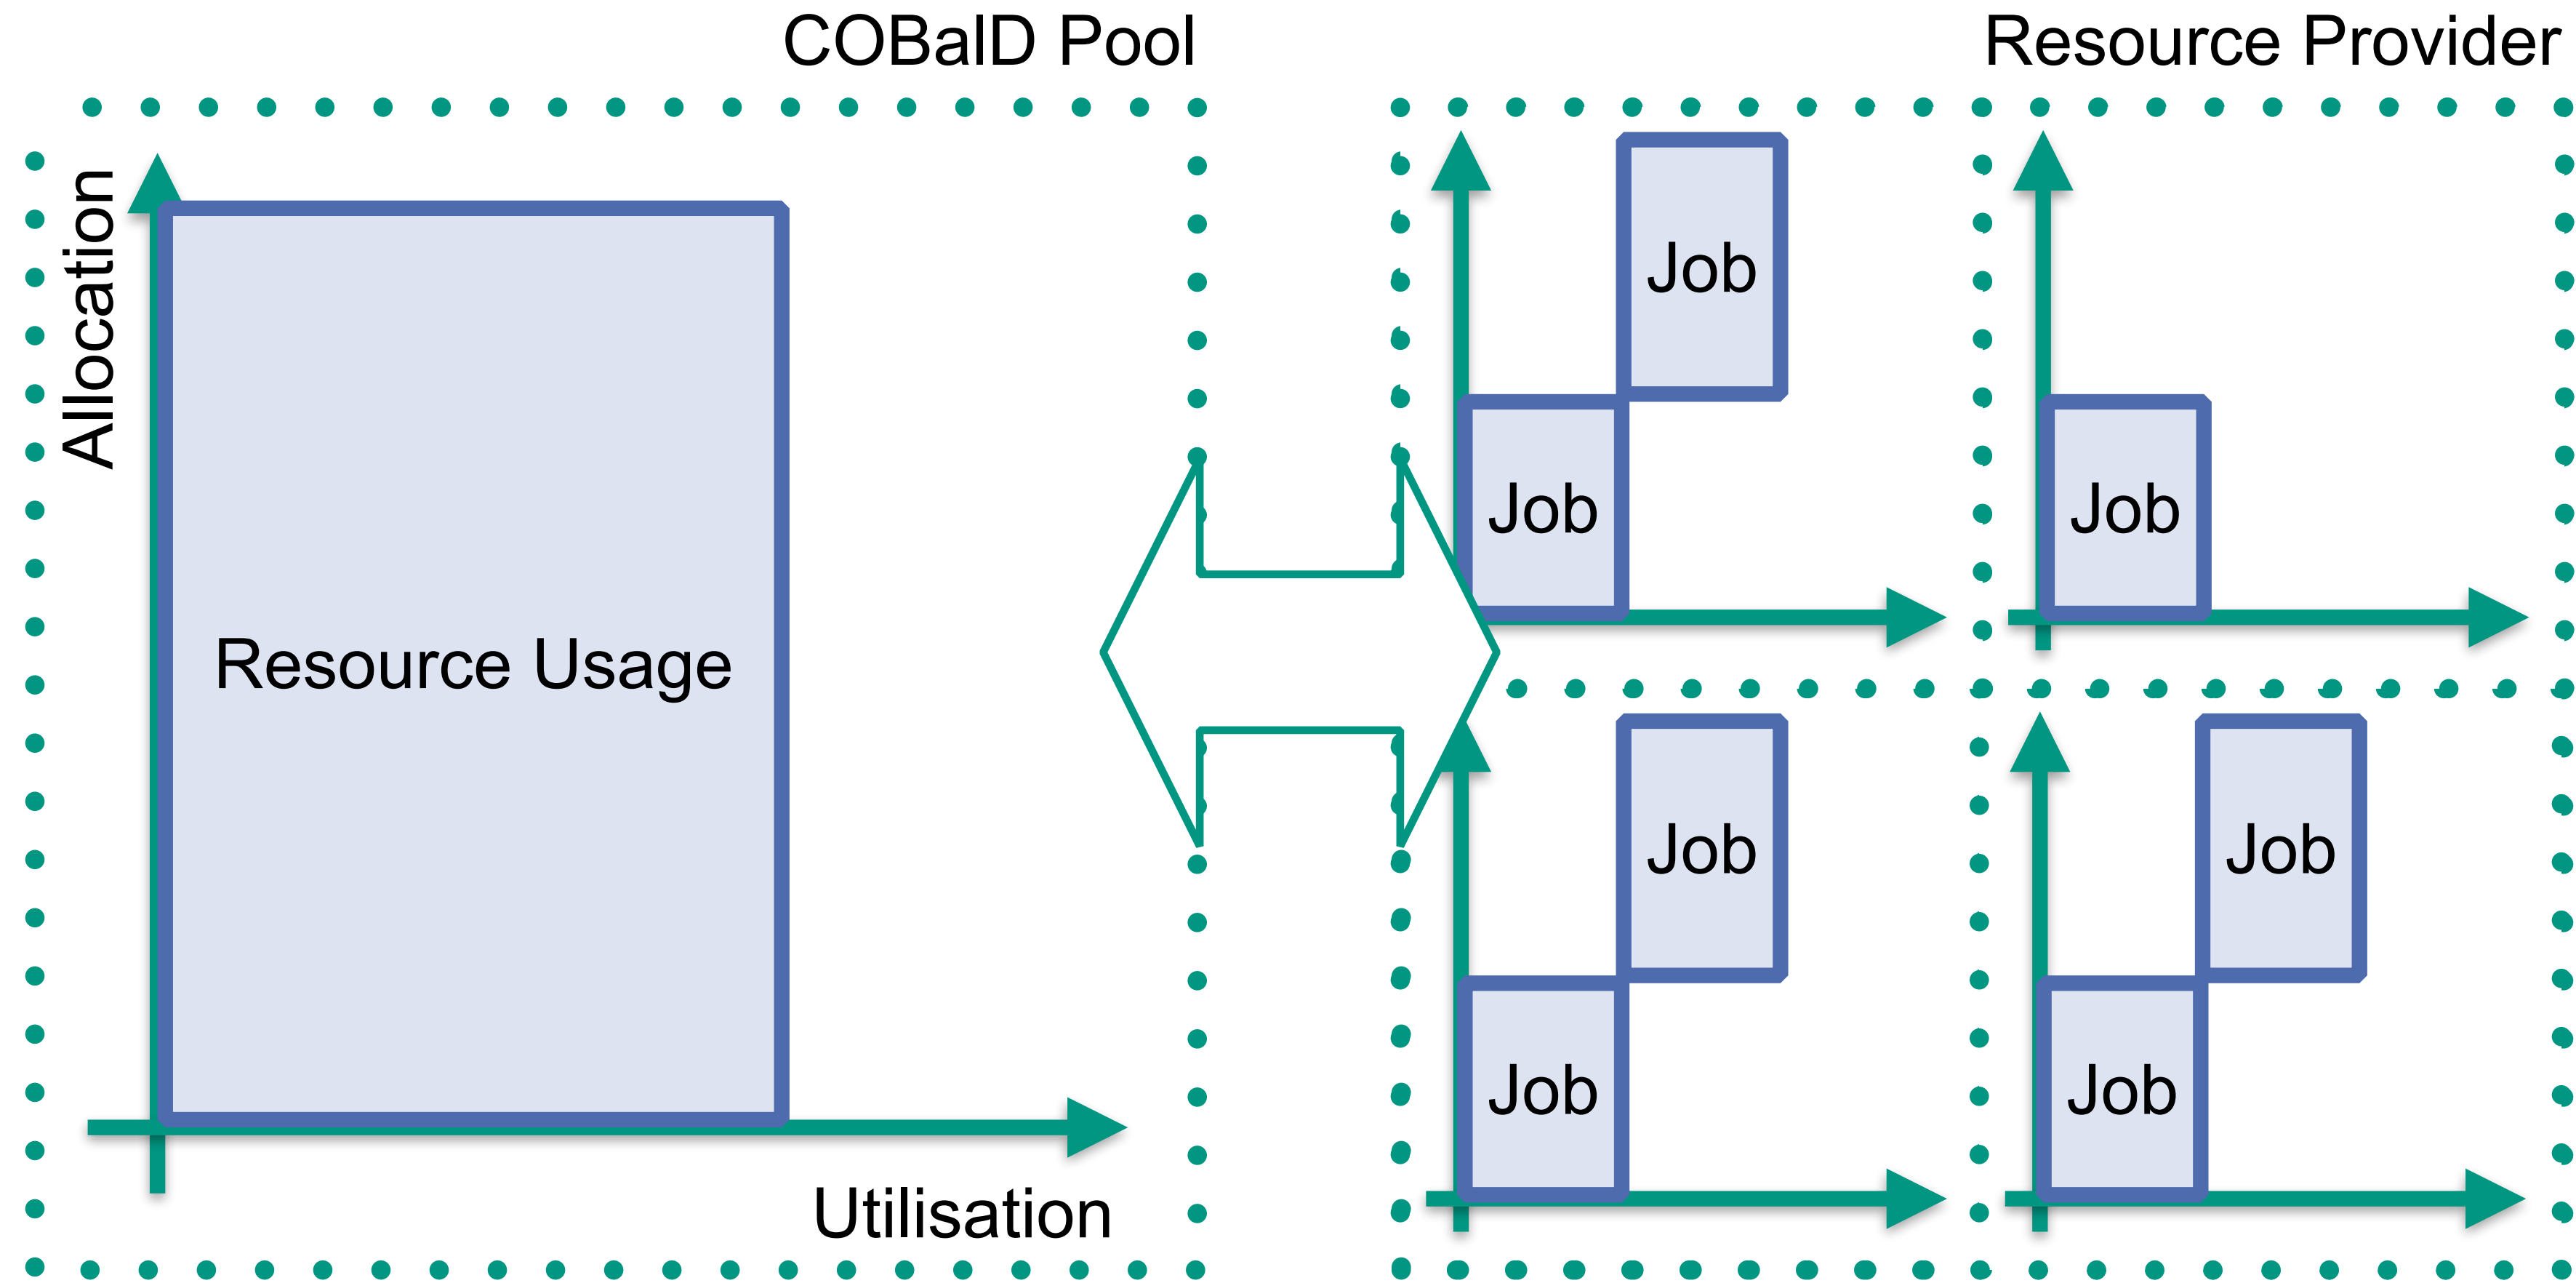 COBalD Pool
Resource Provider
Allocation
Resource Usage
Utilisation
Job
Job
Job
Job
Job
Job
Job